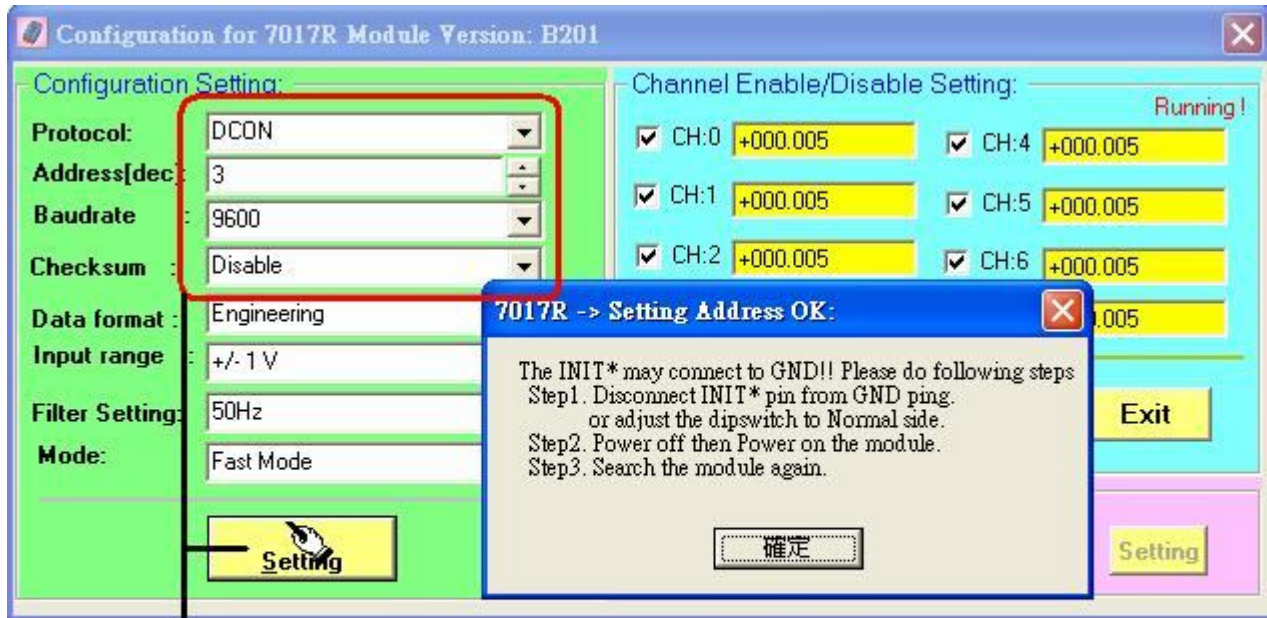 Configuration for 7017R Module Version: B201
Configuration Setting:
Protocol: DCON
Address[dec]: 3
Baudrate : 9600
Checksum : Disable
Data format : Engineering
Input range : +/- 1 V
Filter Setting: 50Hz
Mode: Fast Mode
Setting
Channel Enable/Disable Setting:
Running !
CH:0 +000.005 CH:4 +000.005
CH:1 +000.005 CH:5 +000.005
CH:2 +000.005 CH:6 +000.005
7017R -> Setting Address OK:
The INIT* may connect to GND!! Please do following steps
Step1. Disconnect INIT* pin from GND ping.
or adjust the dipswitch to Normal side.
Step2. Power off then Power on the module.
Step3. Search the module again.
確定
Exit
Setting